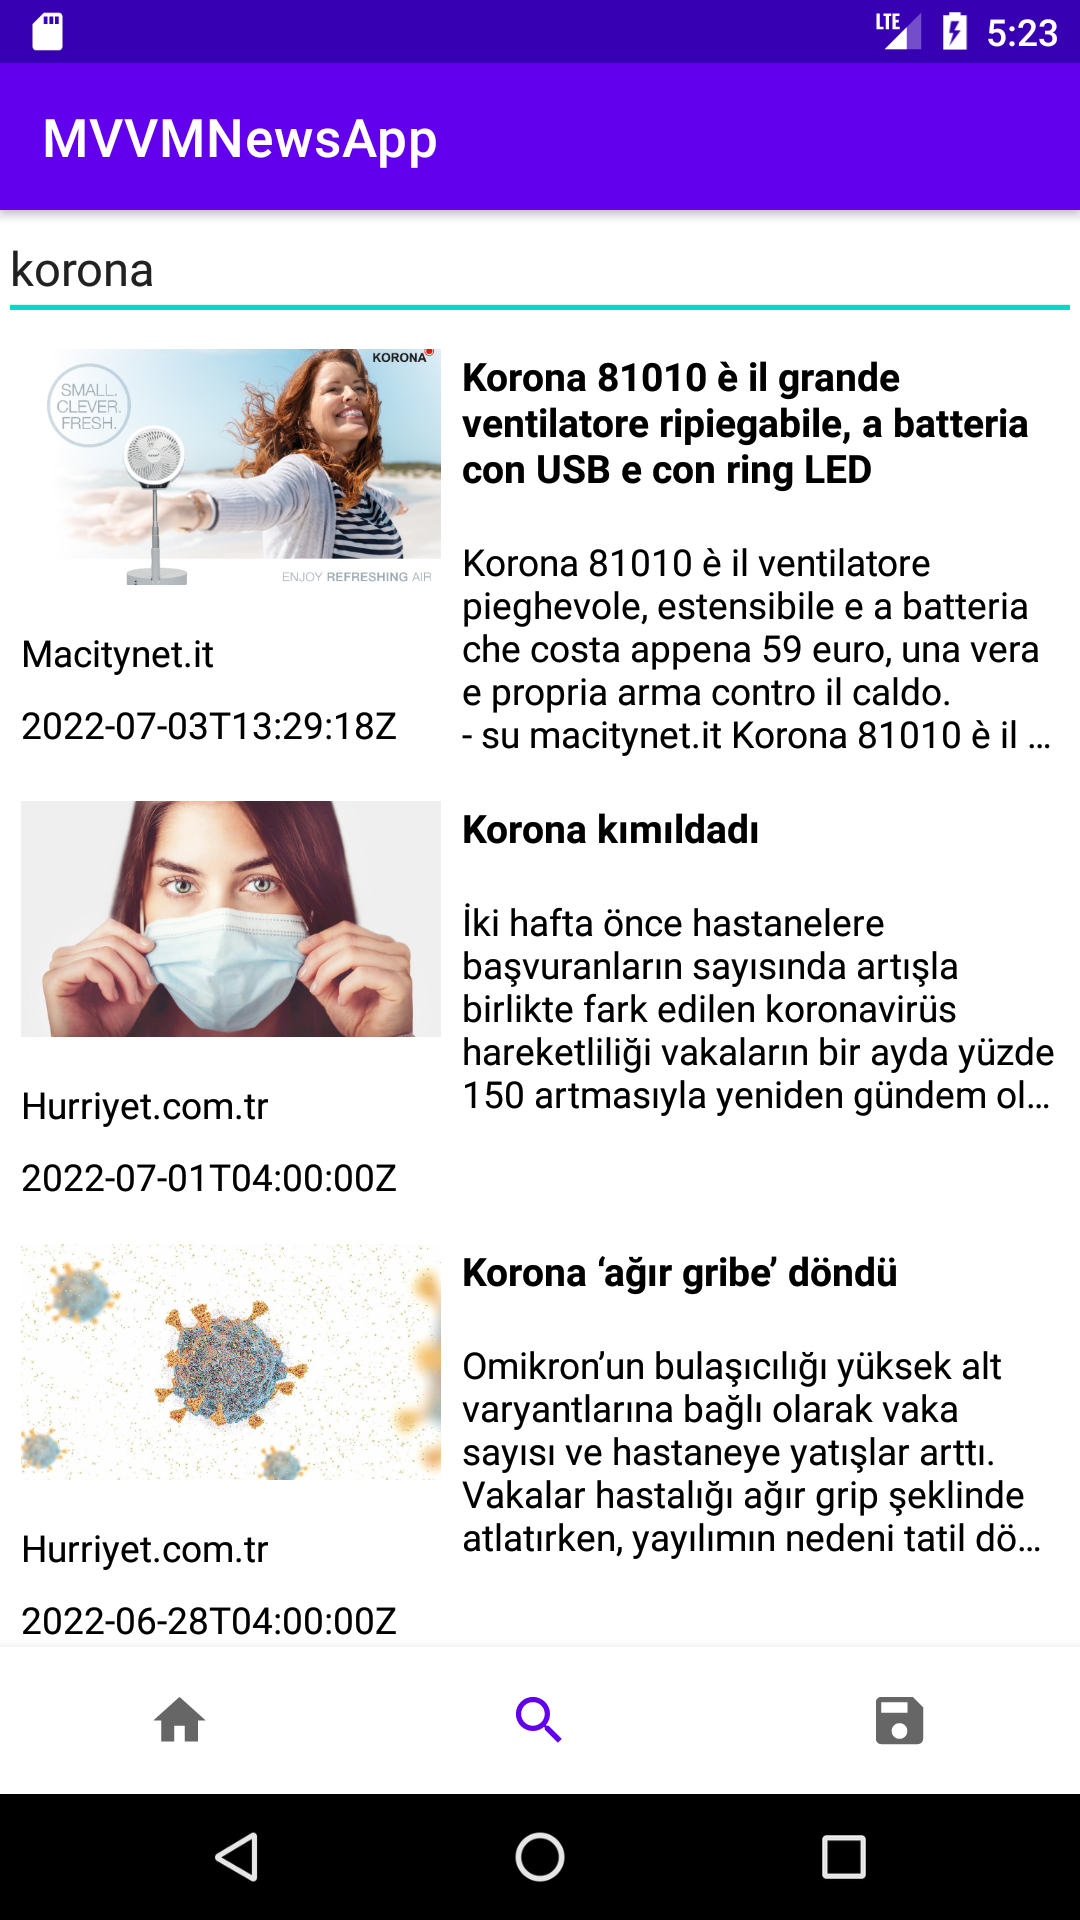 LTE 5:23
MVVMNewsApp
korona
KORONA
SMALL.
CLEVER.
FRESH.
ENJOY REFRESHING AIR
Korona 81010 è il grande
ventilatore ripiegabile, a batteria
con USB e con ring LED
Korona 81010 è il ventilatore
pieghevole, estensibile e a batteria
che costa appena 59 euro, una vera
e propria arma contro il caldo.
- su macitynet.it Korona 81010 è il ...
Macitynet.it
2022-07-03T13:29:18Z
Korona kımıldadı
İki hafta önce hastanelere
başvuranların sayısında artışla
birlikte fark edilen koronavirüs
hareketliliği vakaların bir ayda yüzde
150 artmasıyla yeniden gündem ol...
Hurriyet.com.tr
2022-07-01T04:00:00Z
Korona ‘ağır gribe’ döndü
Omikron’un bulaşıcılığı yüksek alt
varyantlarına bağlı olarak vaka
sayısı ve hastaneye yatışlar arttı.
Vakalar hastalığı ağır grip şeklinde
atlatırken, yayılımın nedeni tatil dö...
Hurriyet.com.tr
2022-06-28T04:00:00Z